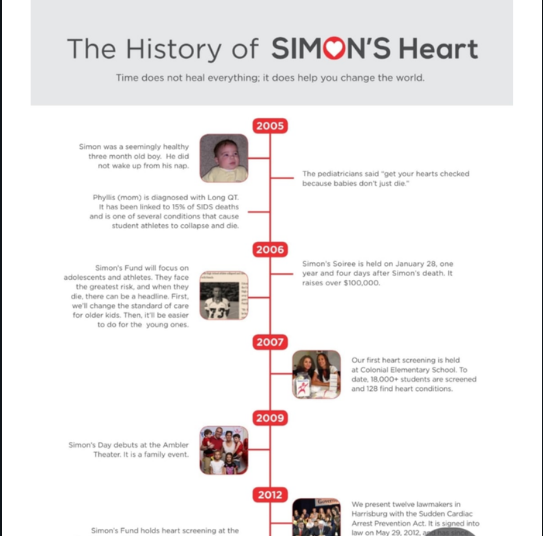 The History of SIMON'S Heart
Time does not heal everything; it does help you change the world.
2005
Simon was a seemingly healthy
three month old boy. He did
not wake up from his nap.
The pediatricians said "get your hearts checked
because babies don't just die."
Phyllis (mom) is diagnosed with Long QT.
It has been linked to 15% of SIDS deaths
and is one of several conditions that cause
student athletes to collapse and die.
2006
Simon's Soiree is held on January 28, one
year and four days after Simon's death. It
raises over $100,000.
Simon's Fund will focus on
adolescents and athletes. They face
the greatest risk, and when they
die, there can be a headline. First,
we'll change the standard of care
for older kids. Then, it'll be easier
to do for the young ones.
2007
Our first heart screening is held
at Colonial Elementary School. To
date, 18,000+ students are screened
and 128 find heart conditions.
2009
Simon's Day debuts at the Ambler
Theater. It is a family event.
2012
We present twelve lawmakers in
Harrisburg with the Sudden Cardiac
Arrest Prevention Act. It is signed into
law on May 29, 2012,
Simon's Fund holds heart screening at the